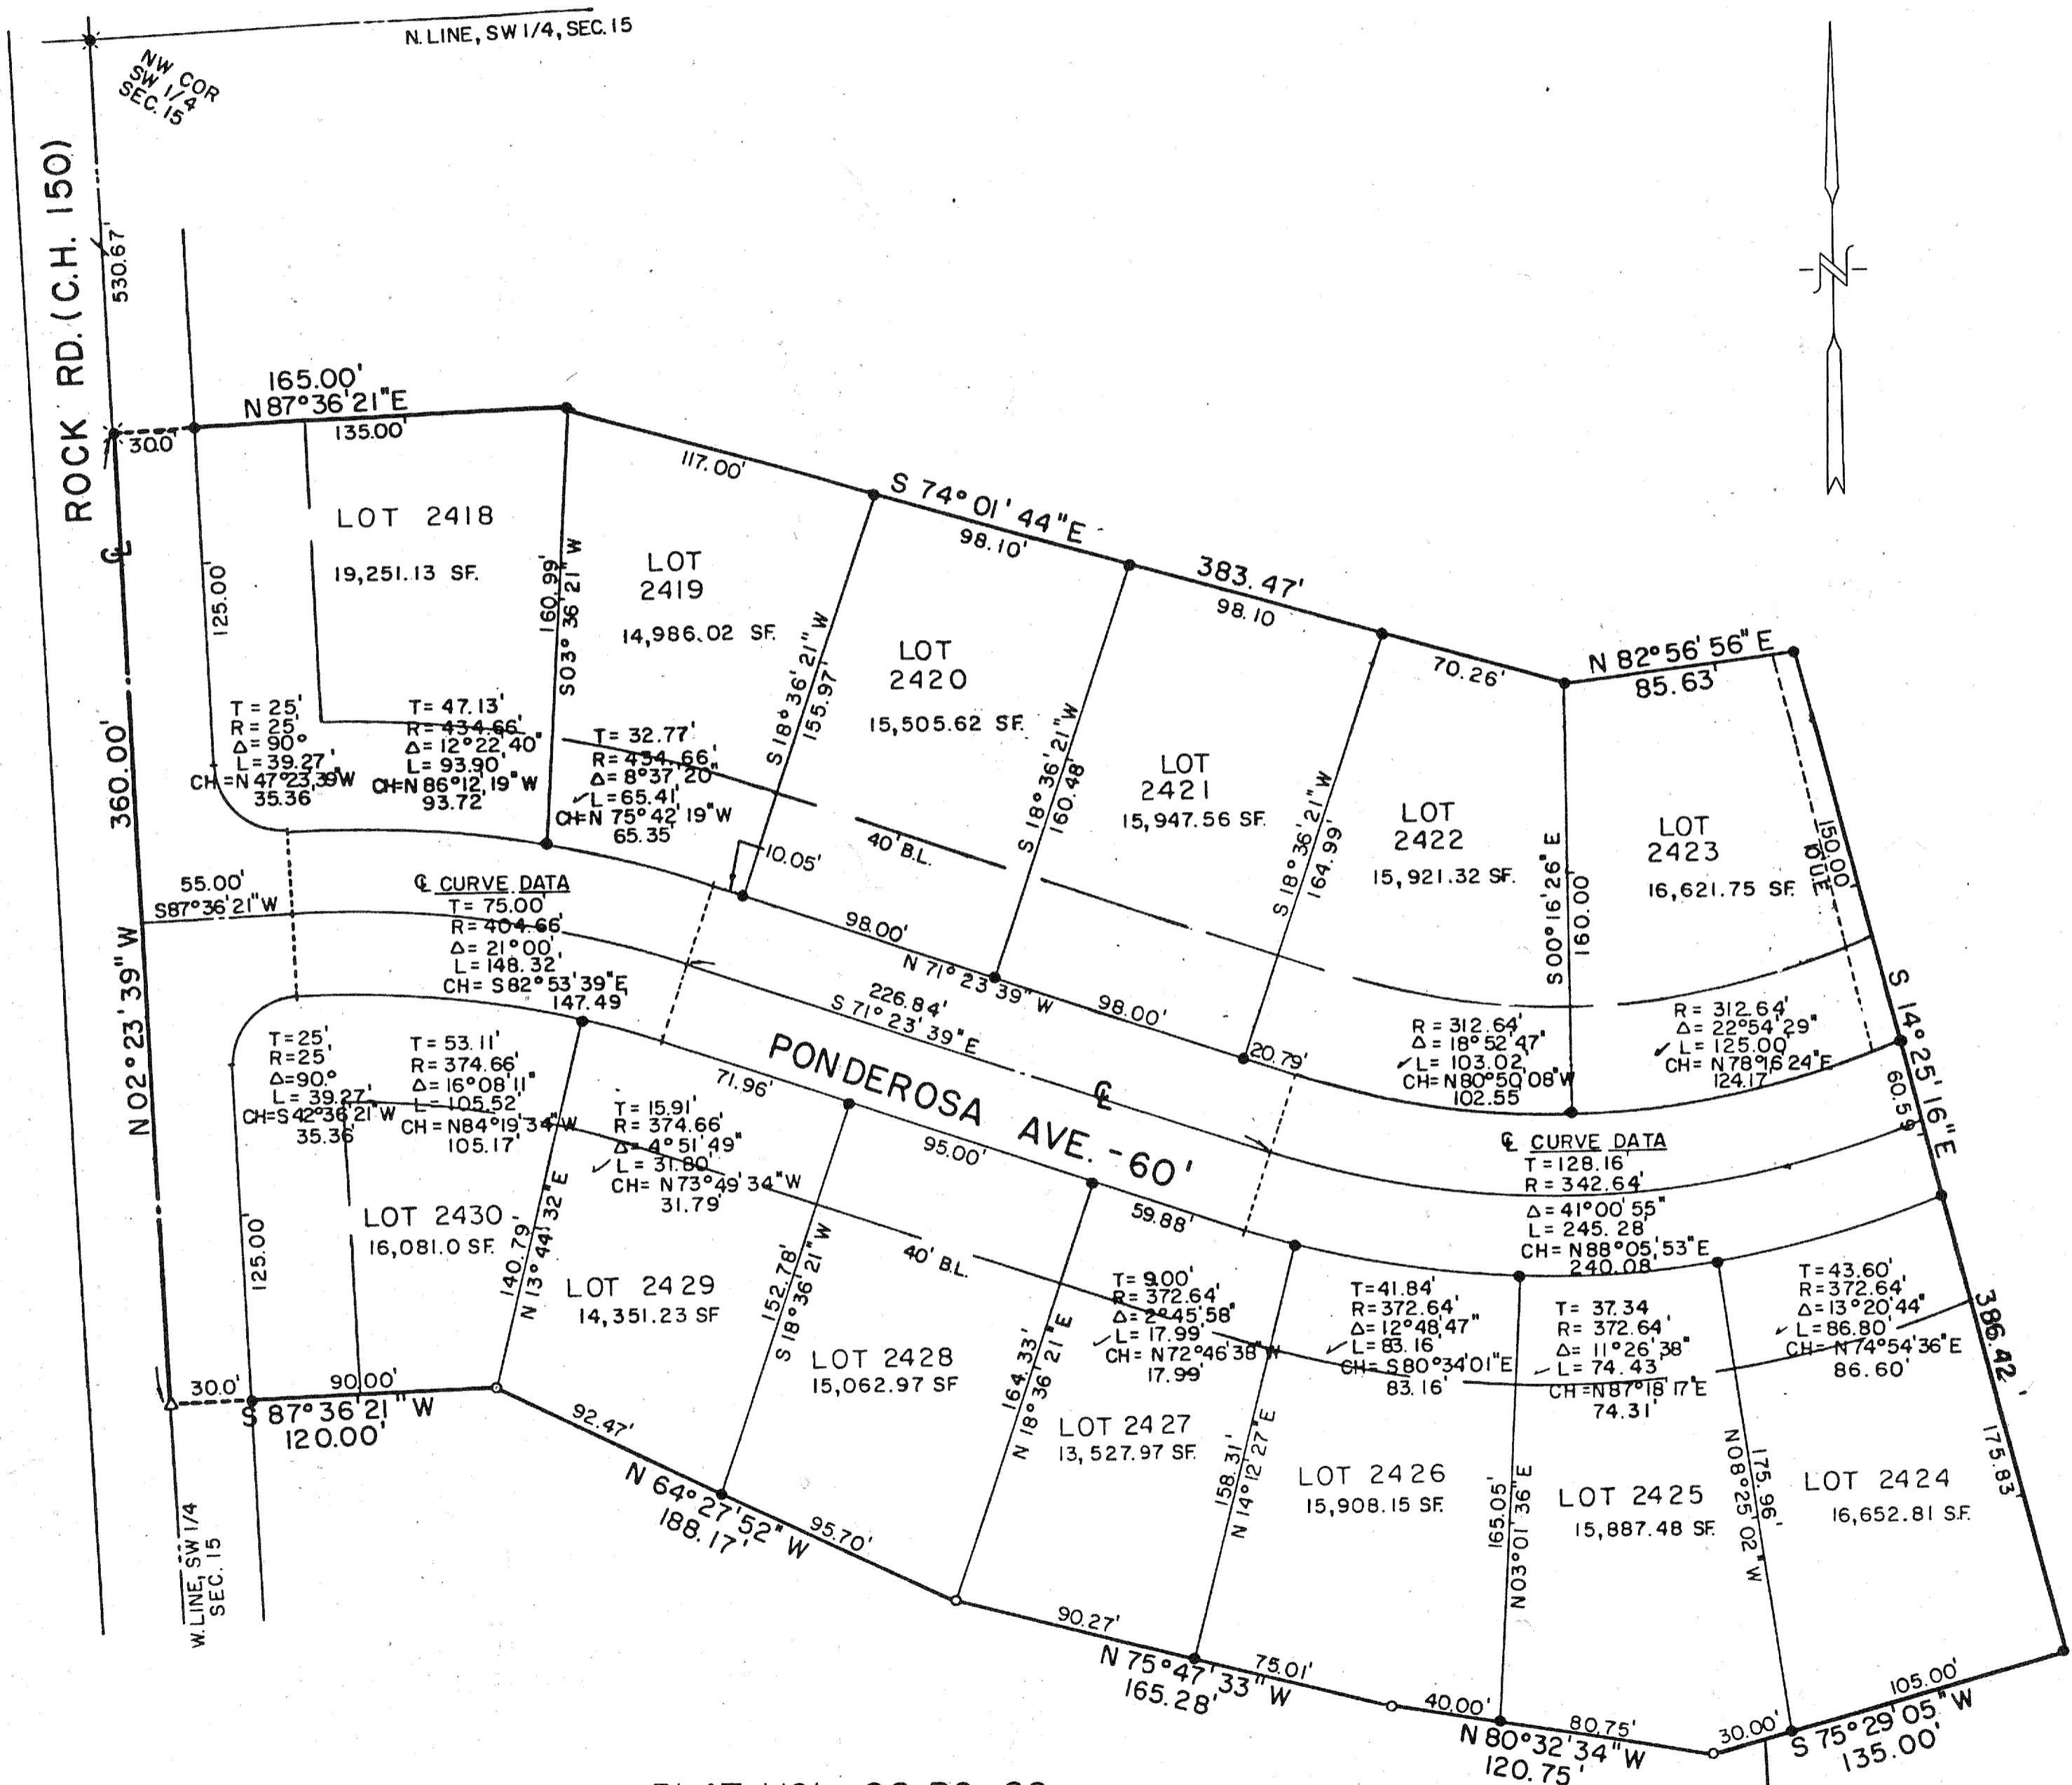 N. LINE, SW 1/4, SEC. 15
NW COR
SW 1/4
SEC. 15
ROCK RD. (C.H. 150)
530.67'
N
165.00'
N 87°36'21"E
30.0'
135.00'
117.00'
S 74°01'44"E
98.10'
383.47'
98.10
70.26'
N 82°56'56"E
85.63'
LOT 2418
19,251.13 SF.
125.00'
160.99'
S03°36'21"W
LOT
2419
14,986.02 SF.
S 18°36'21"W
155.97'
LOT
2420
15,505.62 SF.
S 18°36'21"W
160.48'
LOT
2421
15,947.56 SF.
S 18°36'21"W
164.99'
LOT
2422
15,921.32 SF.
S00°16'26"E
160.00'
LOT
2423
16,621.75 SF.
150.00'
10'U.E.
S 14°25'16"E
386.42'
60.59'
175.83'
T=25'
R=25'
Δ=90°
L=39.27'
CH=N 47°23'39"W
35.36'
T=47.13'
R=434.66'
Δ=12°22'40"
L=93.90'
CH=N 86°12'19"W
93.72'
T=32.77'
R=434.66'
Δ=8°37'20"
L=65.41'
CH=N 75°42'19"W
65.35'
10.05'
40' B.L.
98.00'
N 71°23'39"W
98.00'
20.79'
R=312.64'
Δ=18°52'47"
L=103.02'
CH=N80°50'08"W
102.55
R=312.64'
Δ=22°54'29"
L=125.00'
CH=N78°16'24"E
124.17'
360.00'
N 02°23'39"W
55.00'
S87°36'21"W
℄
℄ CURVE DATA
T=75.00'
R=404.66'
Δ=21°00'
L=148.32'
CH=S82°53'39"E
147.49'
226.84'
S 71°23'39"E
PONDEROSA AVE. -60'
℄
℄ CURVE DATA
T=128.16'
R=342.64'
Δ=41°00'55"
L=245.28'
CH=N88°05'53"E
240.08'
T=25'
R=25'
Δ=90°
L=39.27'
CH=S42°36'21"W
35.36'
T=53.11'
R=374.66'
Δ=16°08'11"
L=105.52'
CH=N84°19'34"W
105.17'
T=15.91'
R=374.66'
Δ=4°51'49"
L=31.80'
CH=N73°49'34"W
31.79'
71.96'
95.00'
59.88'
40' B.L.
T=9.00'
R=372.64'
Δ=2°45'58"
L=17.99'
CH=N72°46'38"W
17.99'
T=41.84'
R=372.64'
Δ=12°48'47"
L=83.16'
CH=S80°34'01"E
83.16'
T=37.34
R=372.64'
Δ=11°26'38"
L=74.43'
CH=N87°18'17"E
74.31'
T=43.60'
R=372.64'
Δ=13°20'44"
L=86.80'
CH=N74°54'36"E
86.60'
125.00'
LOT 2430
16,081.0 SF.
140.79'
N 13°44'32"E
LOT 2429
14,351.23 SF
152.78'
S 18°36'21"W
LOT 2428
15,062.97 SF
164.33'
N 18°36'21"E
LOT 2427
13,527.97 SF.
158.31'
N 14°12'27"E
LOT 2426
15,908.15 SF.
165.05'
N03°01'36"E
LOT 2425
15,887.48 SF.
175.96'
N08°25'02"W
LOT 2424
16,652.81 S.F.
30.0'
90.00'
S 87°36'21"W
120.00'
92.47'
N 64°27'52"W
188.17'
95.70'
90.27'
N 75°47'33"W
165.28'
75.01'
40.00'
N 80°32'34"W
120.75'
80.75'
30.00'
105.00'
S 75°29'05"W
135.00'
W. LINE, SW 1/4
SEC. 15